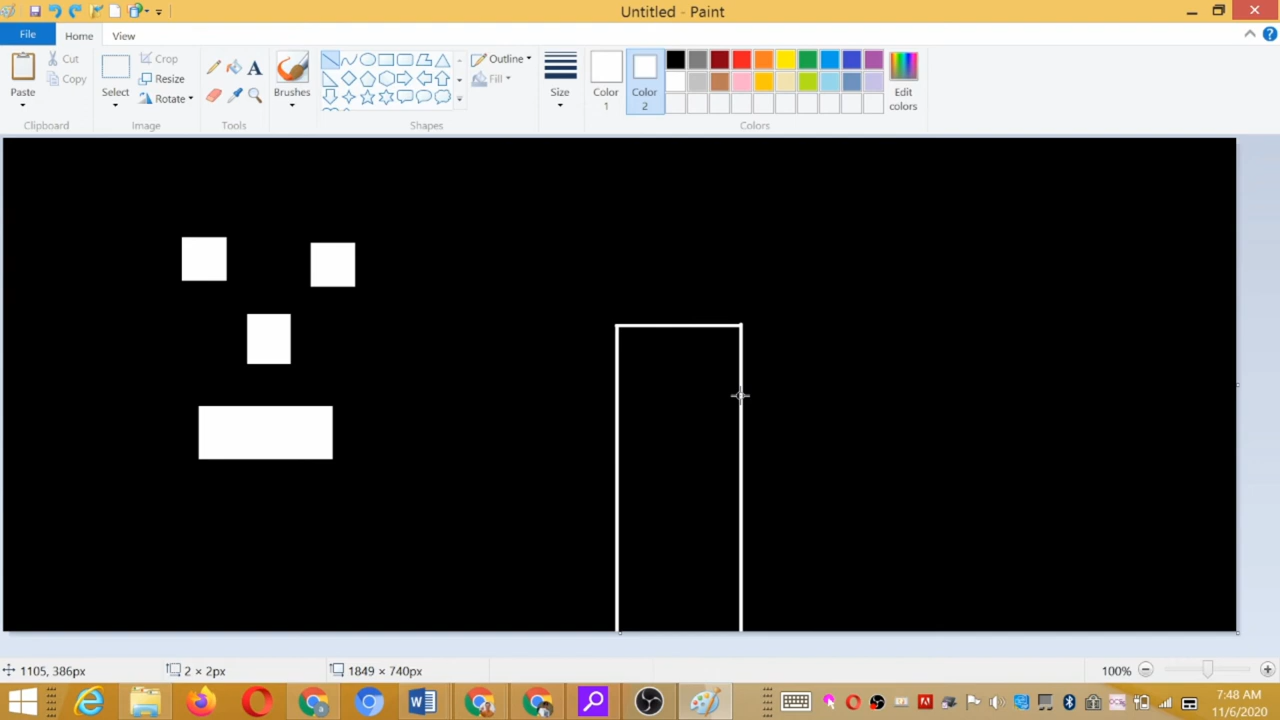 Untitled - Paint
File
Home
View
Paste
Cut
Copy
Clipboard
Select
Crop
Resize
Rotate
Image
A
Tools
Brushes
Shapes
Outline
Fill
Size
Color
1
Color
2
Edit
colors
Colors
1105, 386px
2 × 2px
1849 × 740px
100%
7:48 AM
11/6/2020